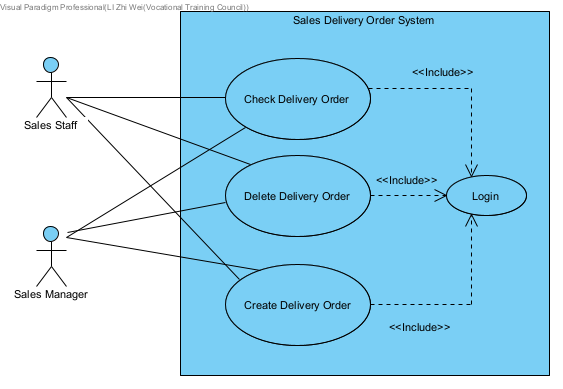 Visual Paradigm Professional(LI Zhi Wei(Vocational Training Council))
Sales Delivery Order System
<<Include>>
Check Delivery Order
Sales Staff
<<Include>>
Delete Delivery Order
Login
Sales Manager
Create Delivery Order
<<Include>>